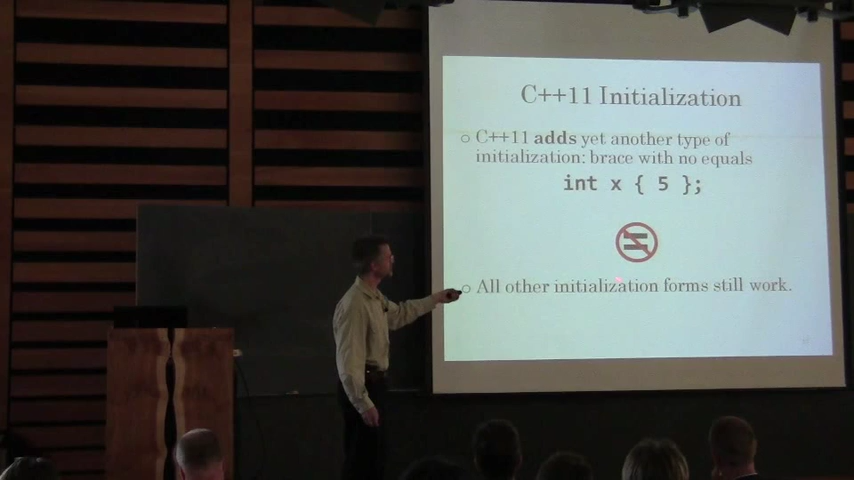 C++11 Initialization
C++11 adds yet another type of
initialization: brace with no equals
int x { 5 };
All other initialization forms still work.